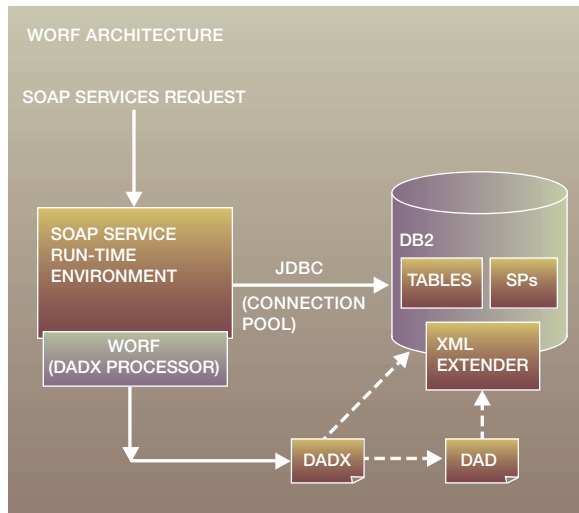 WORF ARCHITECTURE
SOAP SERVICES REQUEST
SOAP SERVICE
RUN-TIME
ENVIRONMENT
WORF
(DADX PROCESSOR)
JDBC
(CONNECTION
POOL)
DB2
TABLES
SPs
XML
EXTENDER
DADX
DAD